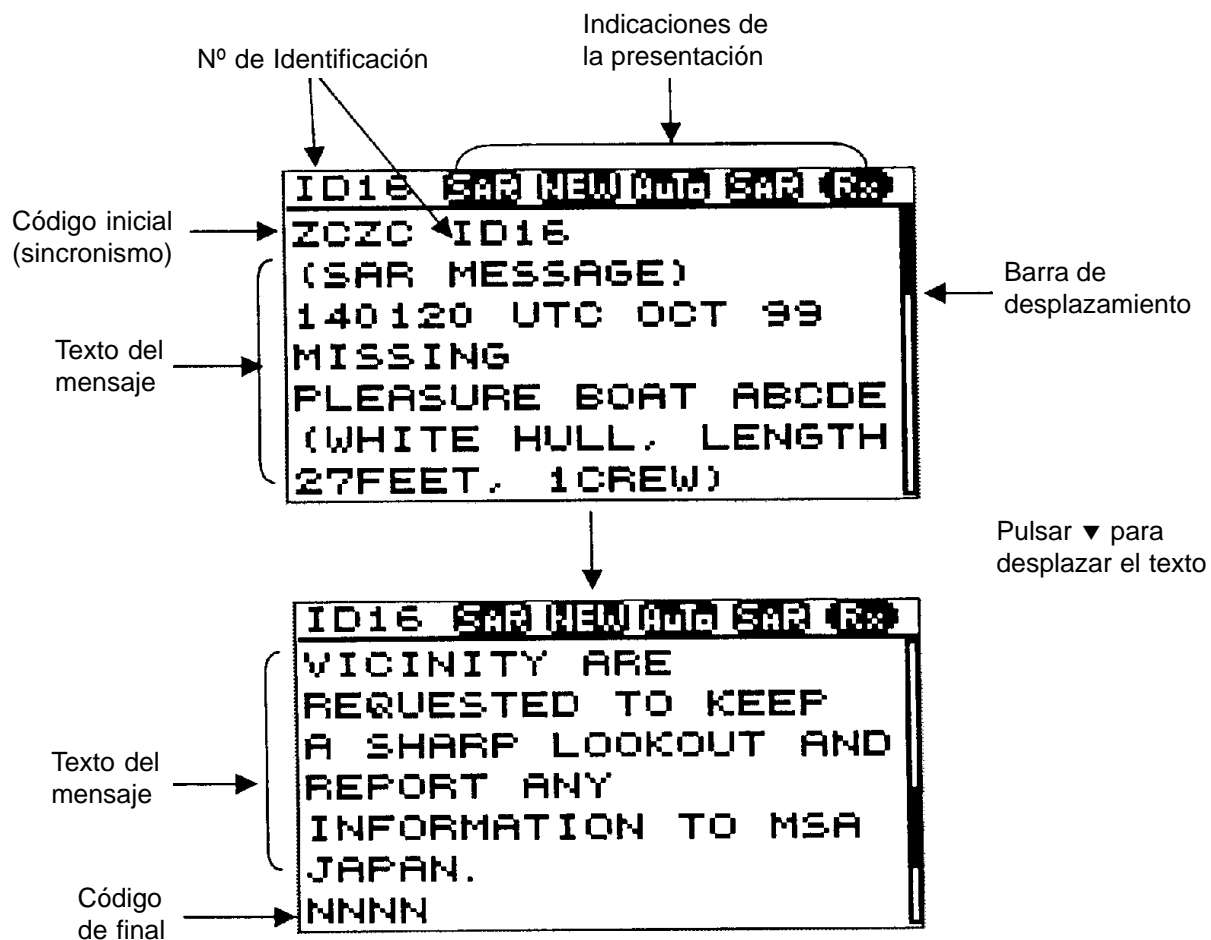 Indicaciones de
la presentación
Nº de Identificación
ID16 SAR NEW AuTo SAR Rx
Código inicial
(sincronismo)
ZCZC ID16
(SAR MESSAGE)
140120 UTC OCT 99
MISSING
PLEASURE BOAT ABCDE
(WHITE HULL, LENGTH
27FEET, 1CREW)
Texto del
mensaje
Barra de
desplazamiento
Pulsar ▼ para
desplazar el texto
ID16 SAR NEW AuTo SAR Rx
VICINITY ARE
REQUESTED TO KEEP
A SHARP LOOKOUT AND
REPORT ANY
INFORMATION TO MSA
JAPAN.
NNNN
Texto del
mensaje
Código
de final